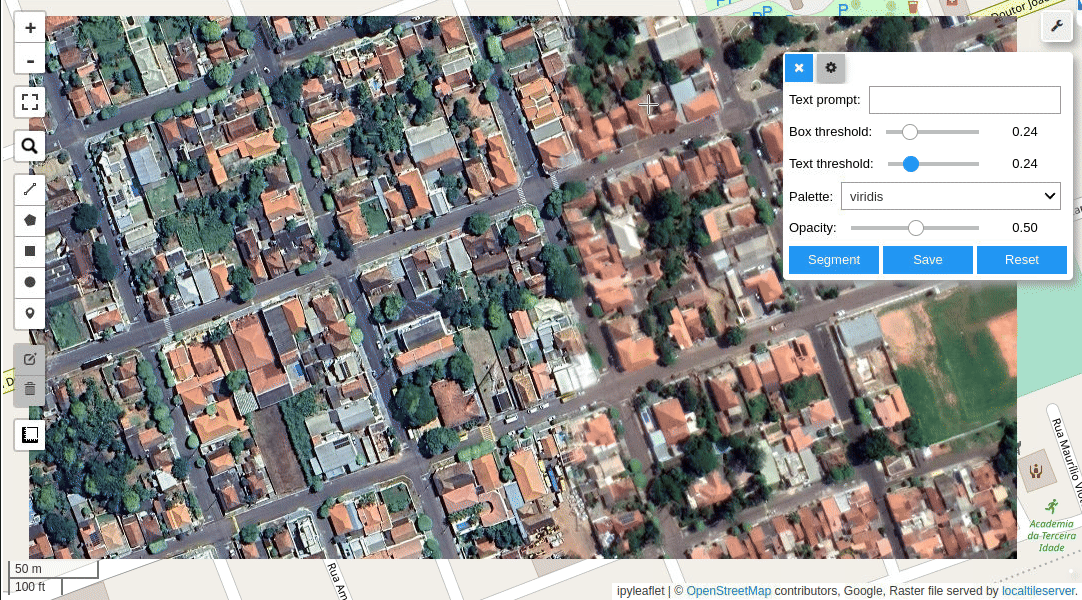 +
-
P
P
P
Doutor Joao
Text prompt:
Box threshold: 0.24
Text threshold: 0.24
Palette: viridis
Opacity: 0.50
Segment Save Reset
D
Rua Maurílio Vi
Academia
da Terceira
Idade
50 m
100 ft
Rua Am
ipyleaflet | © OpenStreetMap contributors, Google, Raster file served by localtileserver.